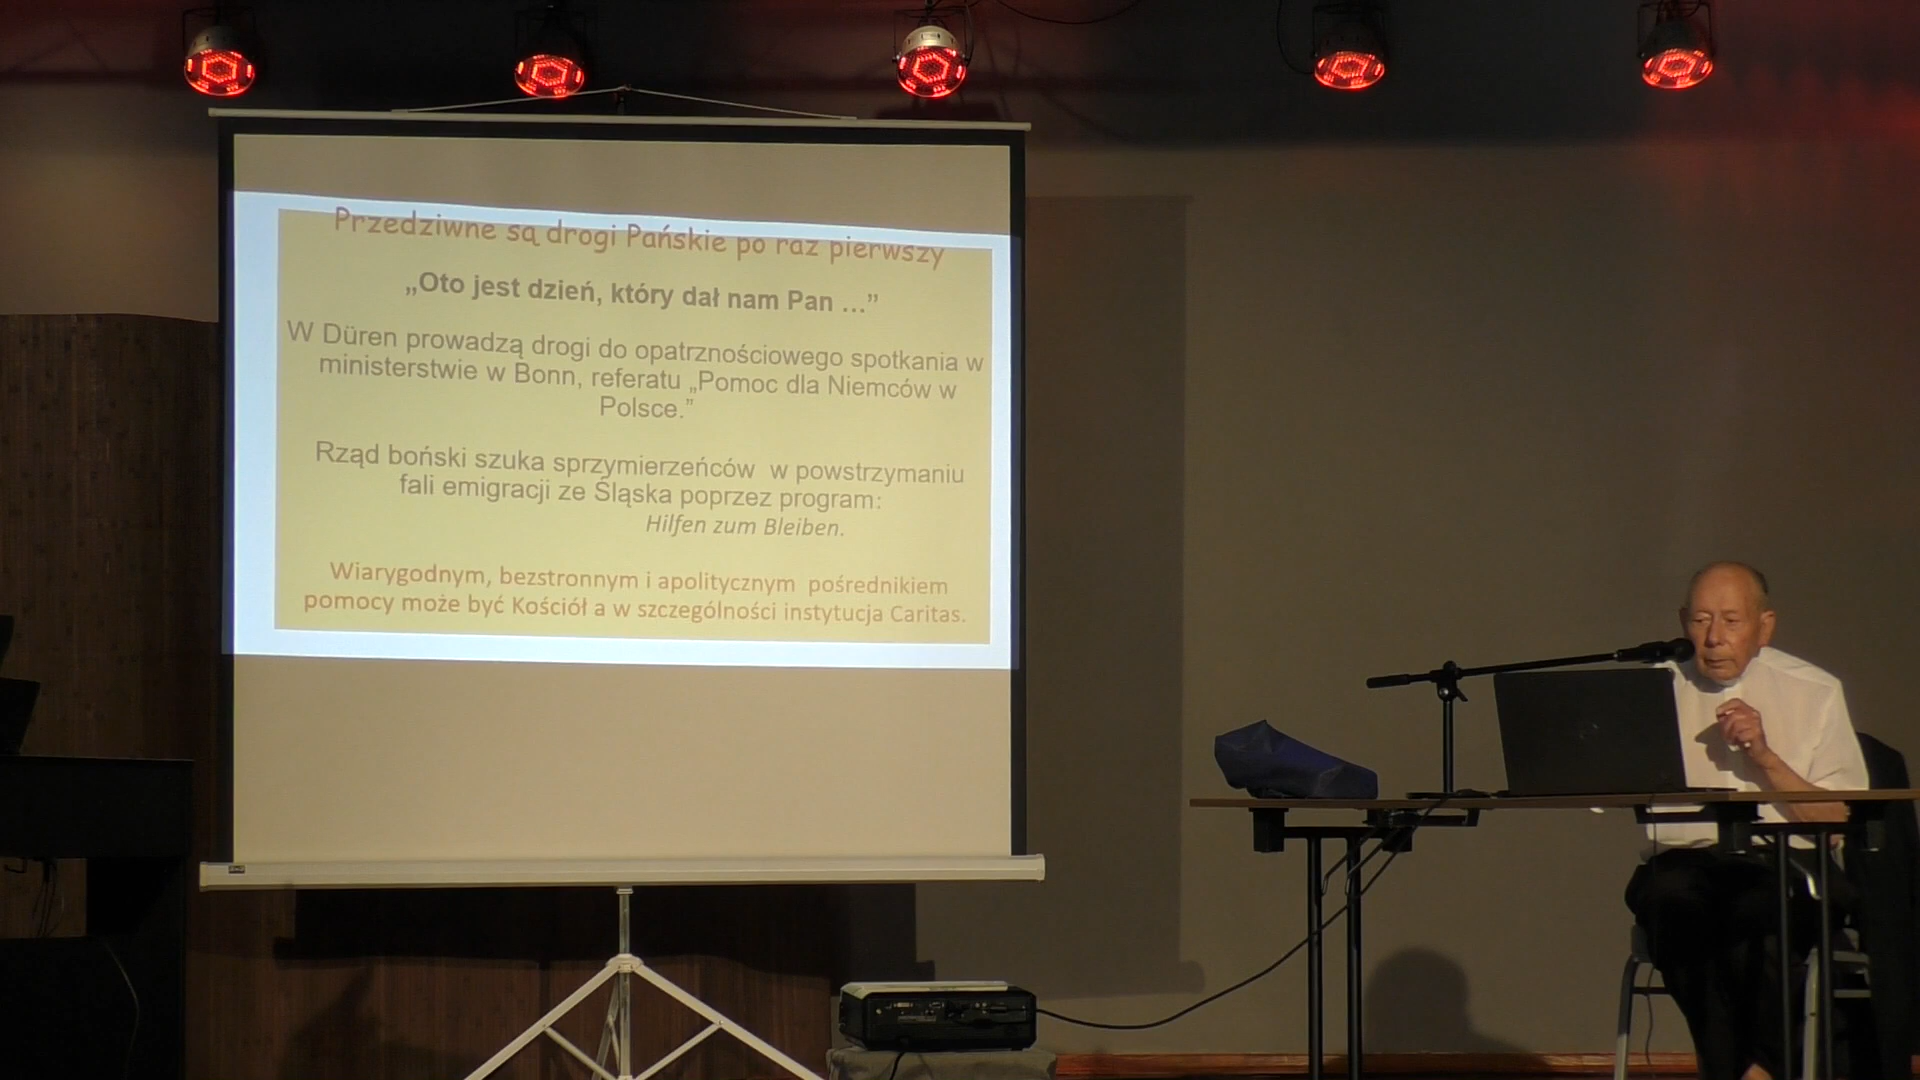 Przedziwne są drogi Pańskie po raz pierwszy
„Oto jest dzień, który dał nam Pan ...”
W Düren prowadzą drogi do opatrznościowego spotkania w
ministerstwie w Bonn, referatu „Pomoc dla Niemców w
Polsce.”
Rząd boński szuka sprzymierzeńców w powstrzymaniu
fali emigracji ze Śląska poprzez program:
Hilfen zum Bleiben.
Wiarygodnym, bezstronnym i apolitycznym pośrednikiem
pomocy może być Kościół a w szczególności instytucja Caritas.